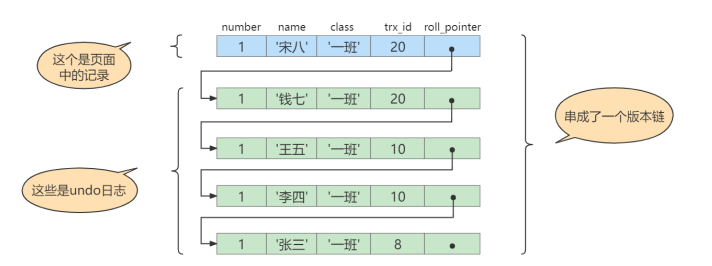 number name class trx_id roll_pointer
1 '宋八' '一班' 20
这个是页面
中的记录
1 '钱七' '一班' 20
1 '王五' '一班' 10
1 '李四' '一班' 10
1 '张三' '一班' 8
这些是undo日志
串成了一个版本链